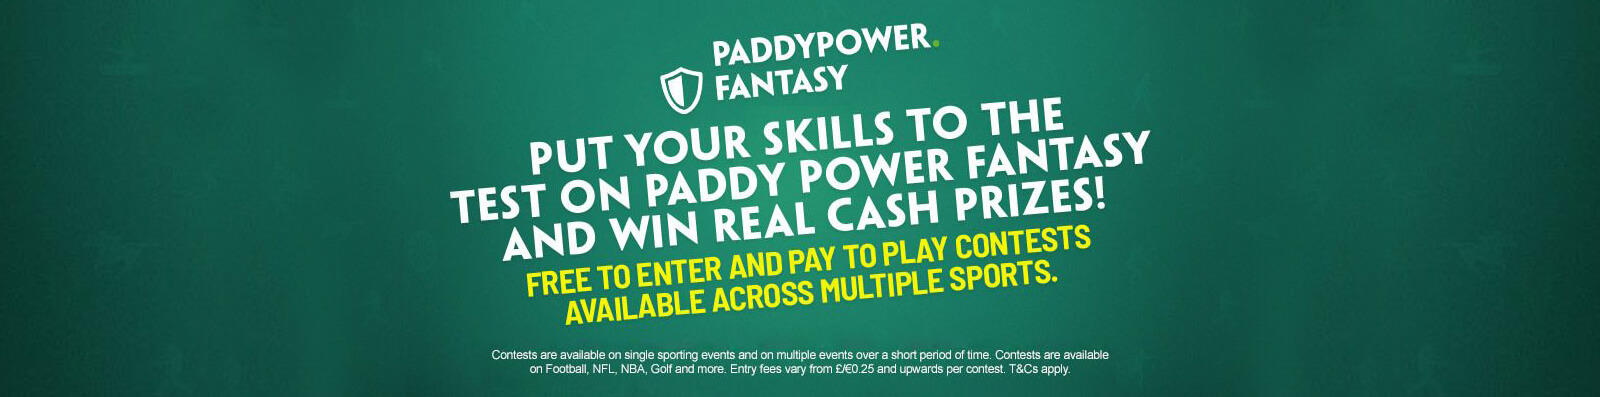 PADDYPOWER.
FANTASY
PUT YOUR SKILLS TO THE
TEST ON PADDY POWER FANTASY
AND WIN REAL CASH PRIZES!
FREE TO ENTER AND PAY TO PLAY CONTESTS
AVAILABLE ACROSS MULTIPLE SPORTS.
Contests are available on single sporting events and on multiple events over a short period of time. Contests are available
on Football, NFL, NBA, Golf and more. Entry fees vary from £/€0.25 and upwards per contest. T&Cs apply.